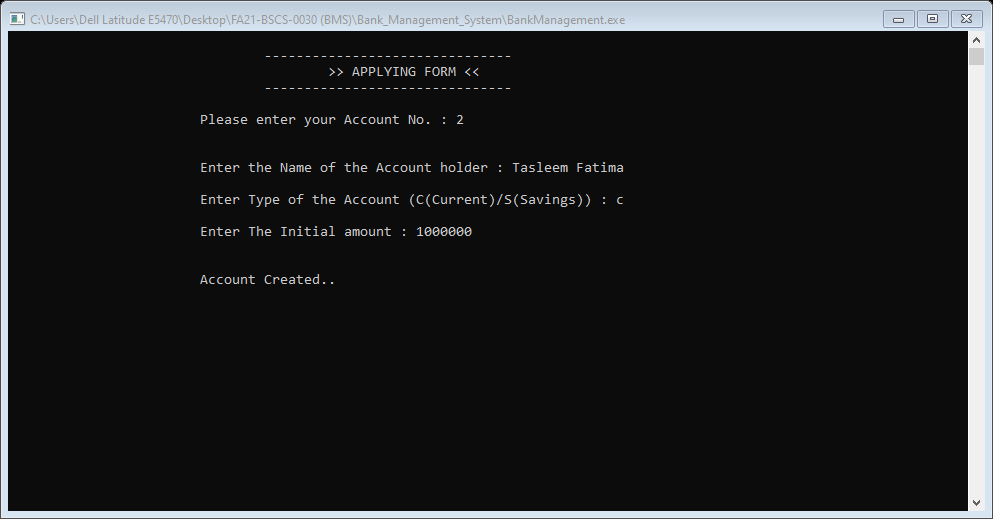 C:\Users\Dell Latitude E5470\Desktop\FA21-BSCS-0030 (BMS)\Bank_Management_System\BankManagement.exe
-------------------------------
>> APPLYING FORM <<
-------------------------------
Please enter your Account No. : 2
Enter the Name of the Account holder : Tasleem Fatima
Enter Type of the Account (C(Current)/S(Savings)) : c
Enter The Initial amount : 1000000
Account Created..